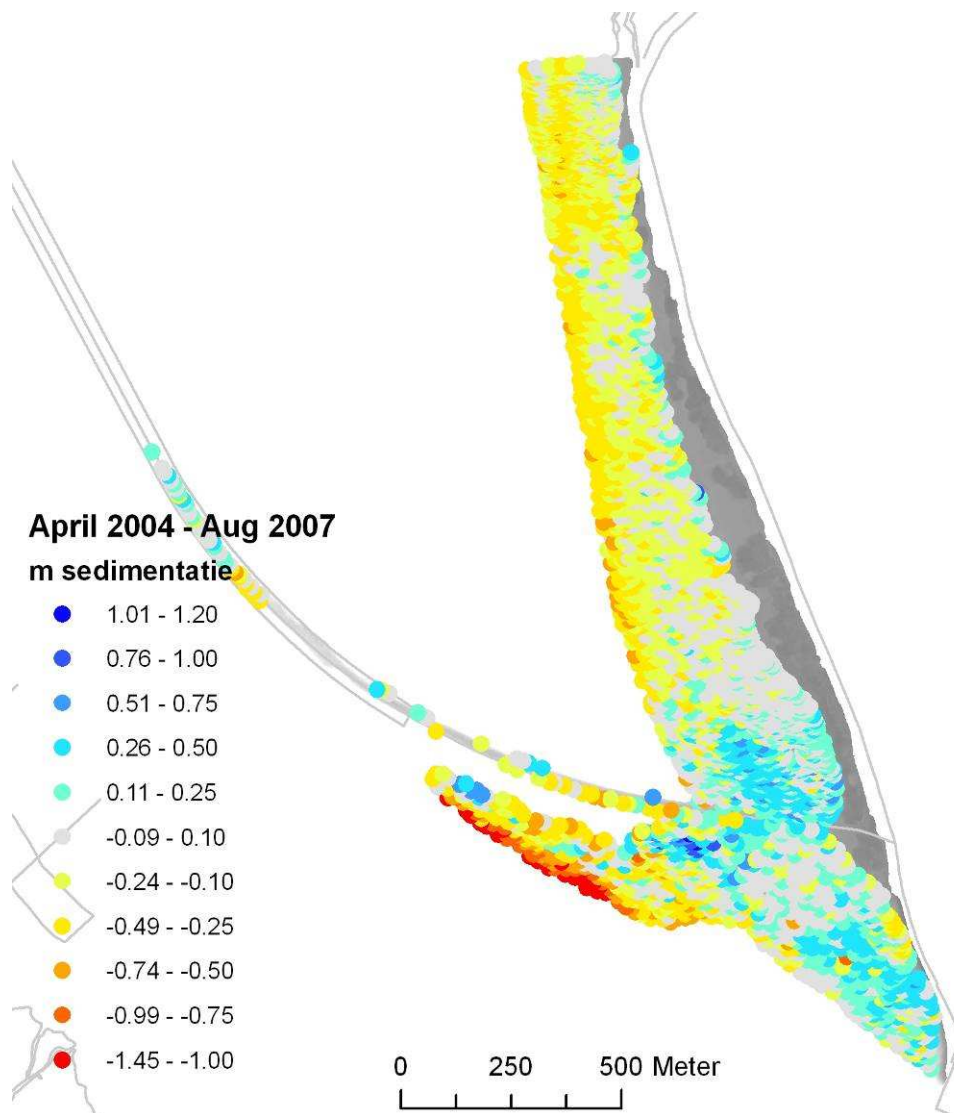 April 2004 - Aug 2007
m sedimentatie
1.01 - 1.20
0.76 - 1.00
0.51 - 0.75
0.26 - 0.50
0.11 - 0.25
-0.09 - 0.10
-0.24 - -0.10
-0.49 - -0.25
-0.74 - -0.50
-0.99 - -0.75
-1.45 - -1.00
0 250 500 Meter